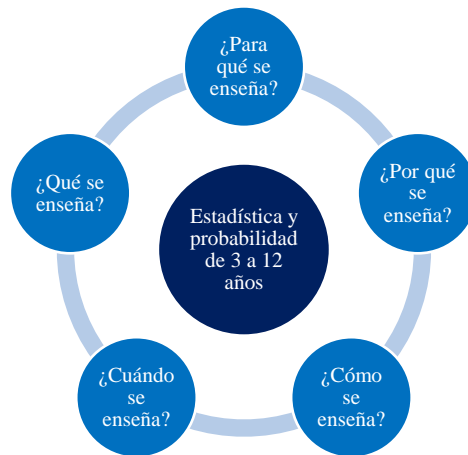 ¿Para
qué se
enseña?
¿Por qué
se
enseña?
¿Cómo
se
enseña?
¿Cuándo
se
enseña?
¿Qué se
enseña?
Estadística y
probabilidad
de 3 a 12
años